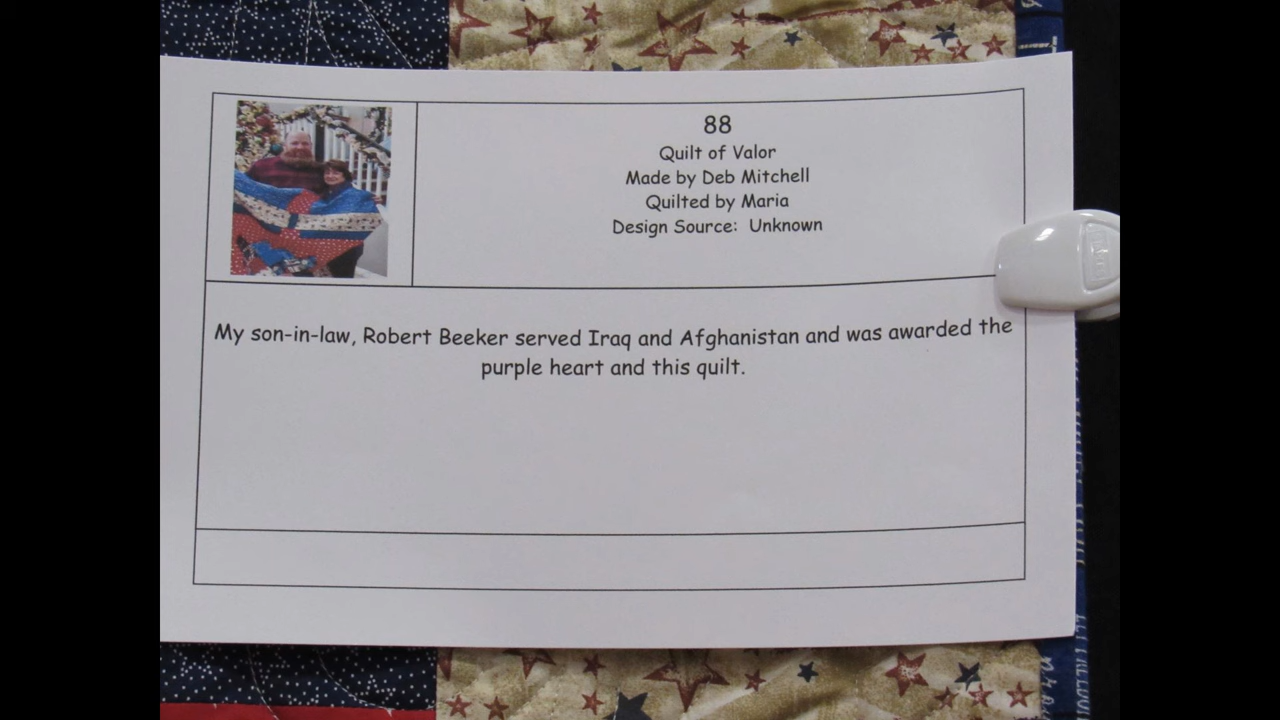 88
Quilt of Valor
Made by Deb Mitchell
Quilted by Maria
Design Source: Unknown
My son-in-law, Robert Beeker served Iraq and Afghanistan and was awarded the
purple heart and this quilt.